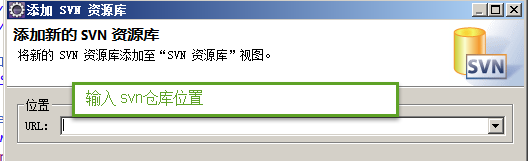 添加 SVN 资源库
添加新的 SVN 资源库
将新的 SVN 资源库添加至“SVN 资源库”视图。
SVN
输入 svn仓库位置
位置
URL: